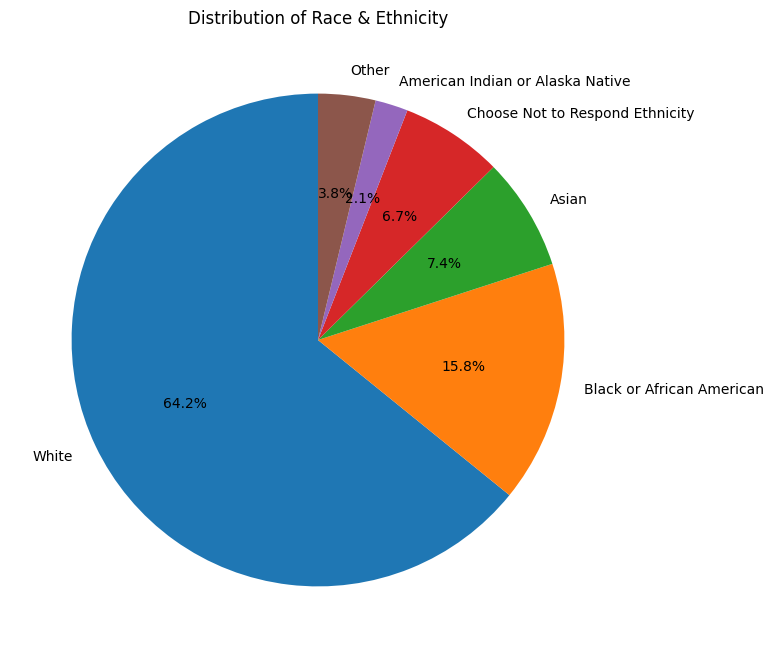 Distribution of Race & Ethnicity
Other
American Indian or Alaska Native
Choose Not to Respond Ethnicity
Asian
3.8%
2.1%
6.7%
7.4%
15.8%
Black or African American
64.2%
White